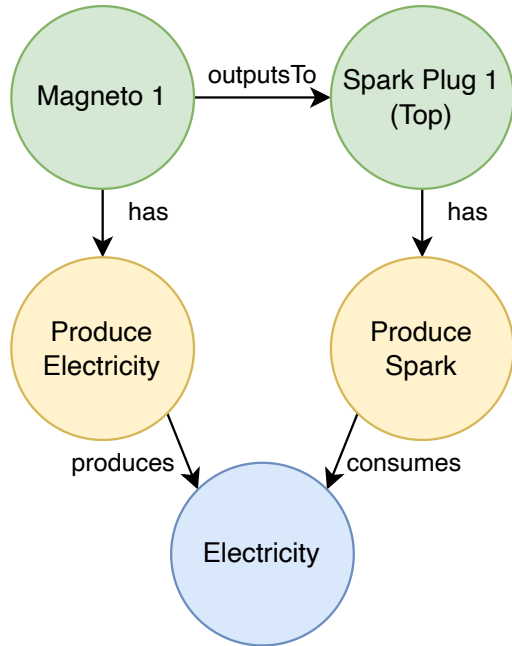 Magneto 1
outputsTo
Spark Plug 1
(Top)
has
has
Produce
Electricity
Produce
Spark
produces
consumes
Electricity